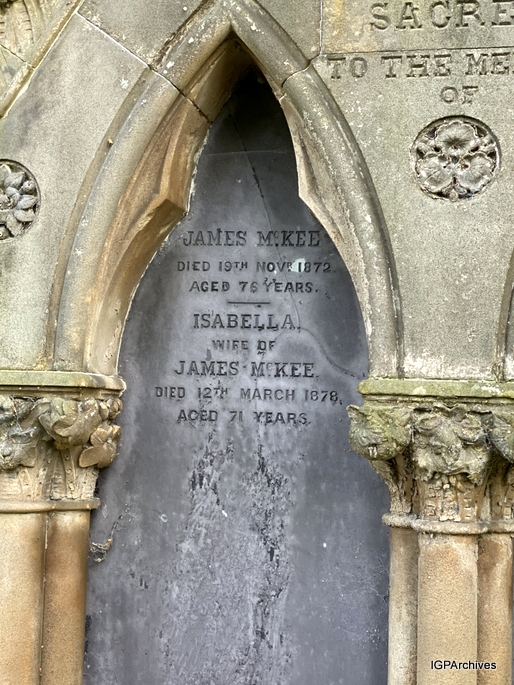 SACRE
TO THE ME
OF
JAMES McKEE
DIED 19TH NOVR 1872.
AGED 76 YEARS.
ISABELLA,
WIFE OF
JAMES McKEE.
DIED 12TH MARCH 1878,
AGED 71 YEARS.
IGPArchives